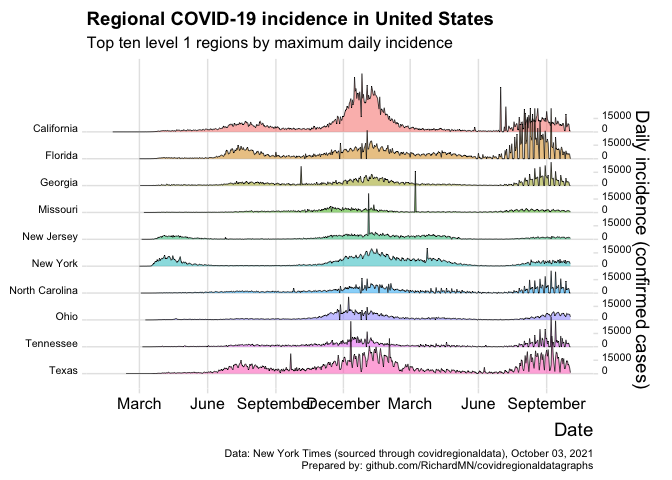 Regional COVID-19 incidence in United States
Top ten level 1 regions by maximum daily incidence
California
Florida
Georgia
Missouri
New Jersey
New York
North Carolina
Ohio
Tennessee
Texas
15000
0
15000
0
15000
0
15000
0
15000
0
15000
0
15000
0
15000
0
15000
0
15000
0
Daily incidence (confirmed cases)
March June September December March June September
Date
Data: New York Times (sourced through covidregionaldata), October 03, 2021
Prepared by: github.com/RichardMN/covidregionaldatagraphs